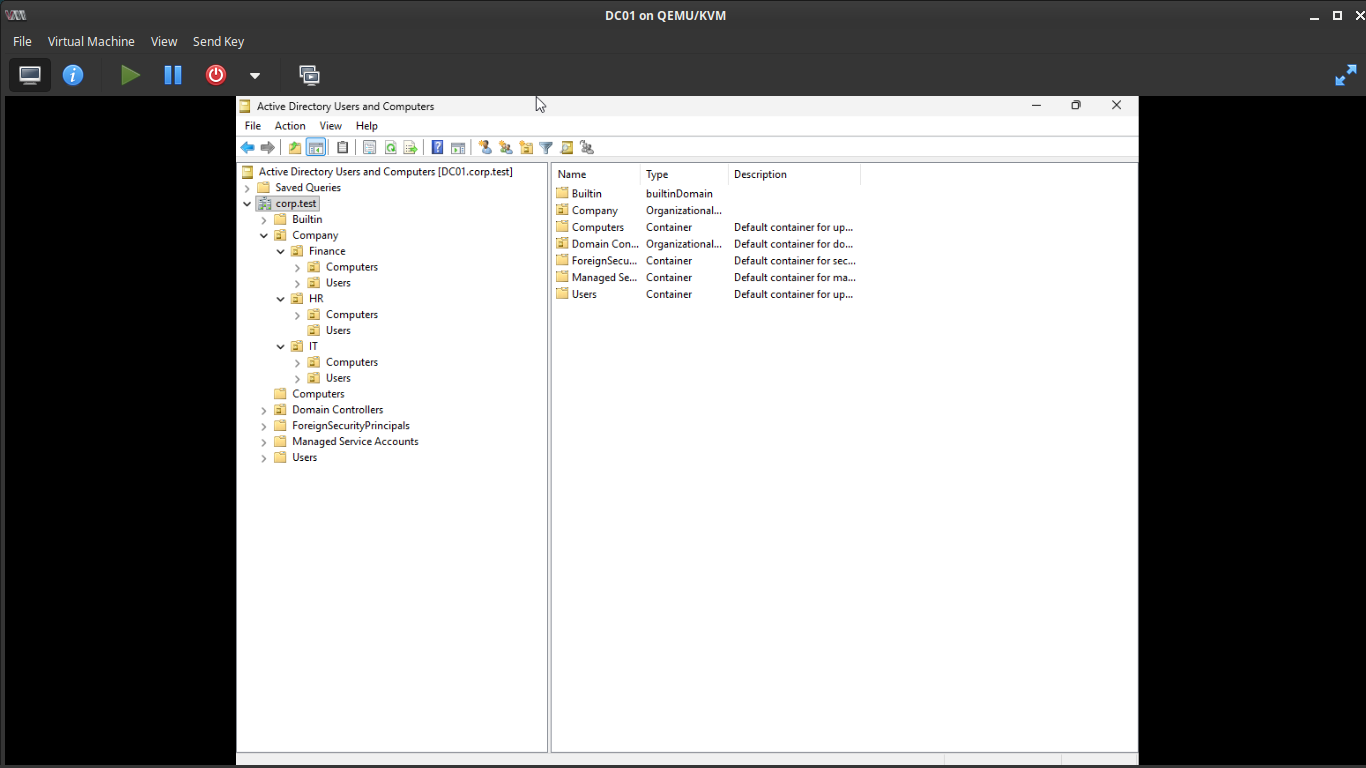 DC01 on QEMU/KVM
File Virtual Machine View Send Key
Active Directory Users and Computers
File Action View Help
Active Directory Users and Computers [DC01.corp.test]
Saved Queries
corp.test
Builtin
Company
Finance
Computers
Users
HR
Computers
Users
IT
Computers
Users
Computers
Domain Controllers
ForeignSecurityPrincipals
Managed Service Accounts
Users
Name Type Description
Builtin builtinDomain
Company Organizational...
Computers Container Default container for up...
Domain Con... Organizational... Default container for do...
ForeignSecu... Container Default container for sec...
Managed Se... Container Default container for ma...
Users Container Default container for up...